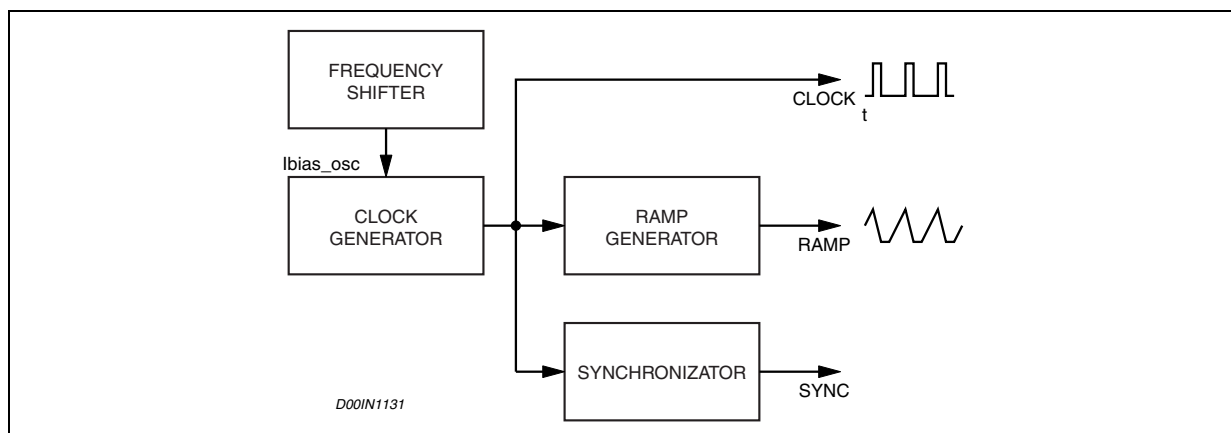 FREQUENCY
SHIFTER
CLOCK
t
Ibias_osc
CLOCK
GENERATOR
RAMP
GENERATOR
RAMP
SYNCHRONIZATOR
SYNC
D00IN1131